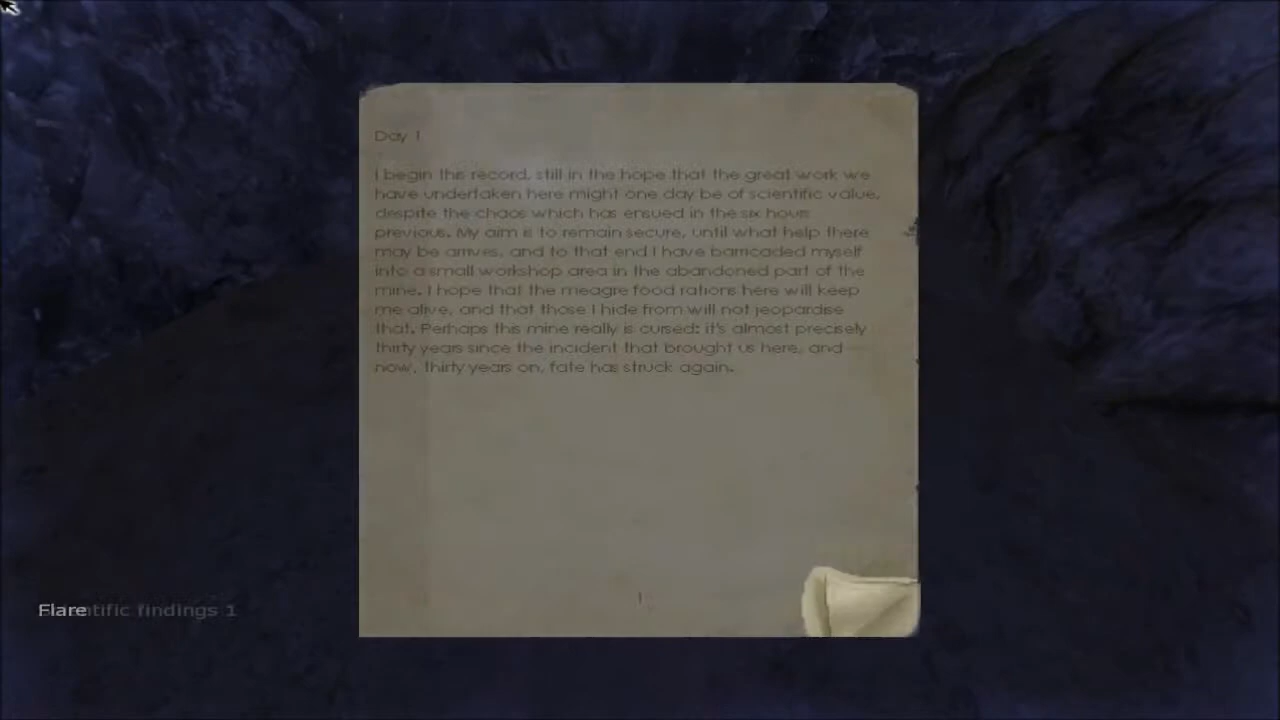 Day 1
I begin this record, still in the hope that the great work we
have undertaken here might one day be of scientific value,
despite the chaos which has ensued in the six hours
previous. My aim is to remain secure, until what help there
may be arrives, and to that end I have barricaded myself
into a small workshop area in the abandoned part of the
mine. I hope that the meagre food rations here will keep
me alive, and that those I hide from will not jeopardise
that. Perhaps this mine really is cursed: it's almost precisely
thirty years since the incident that brought us here, and
now, thirty years on, fate has struck again.
1
Flare
findings 1